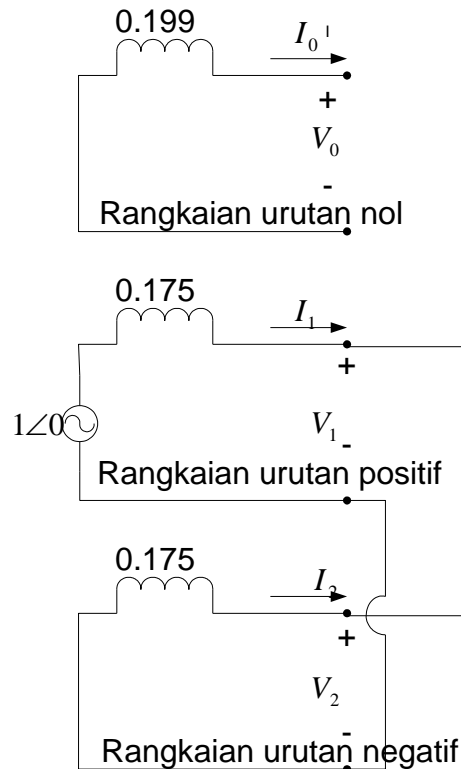 0.199
I₀
+
V₀
-
Rangkaian urutan nol
0.175
I₁
+
1∠0
V₁
-
Rangkaian urutan positif
0.175
I₂
+
V₂
-
Rangkaian urutan negatif